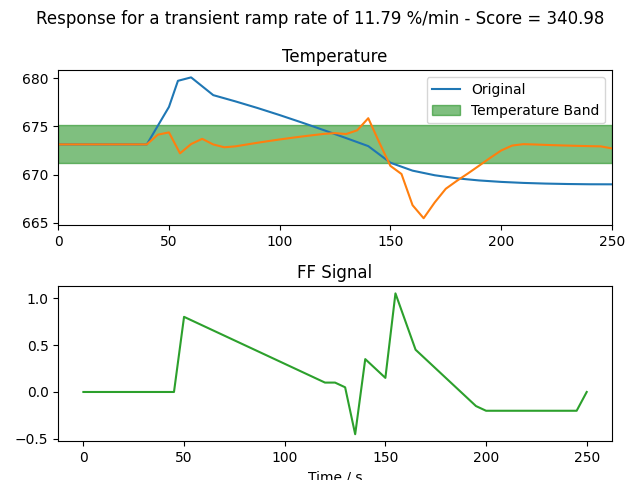 Response for a transient ramp rate of 11.79 %/min - Score = 340.98
Temperature
680
675
670
665
Original
Temperature Band
0 50 100 150 200 250
FF Signal
1.0
0.5
0.0
−0.5
0 50 100 150 200 250
Time / s